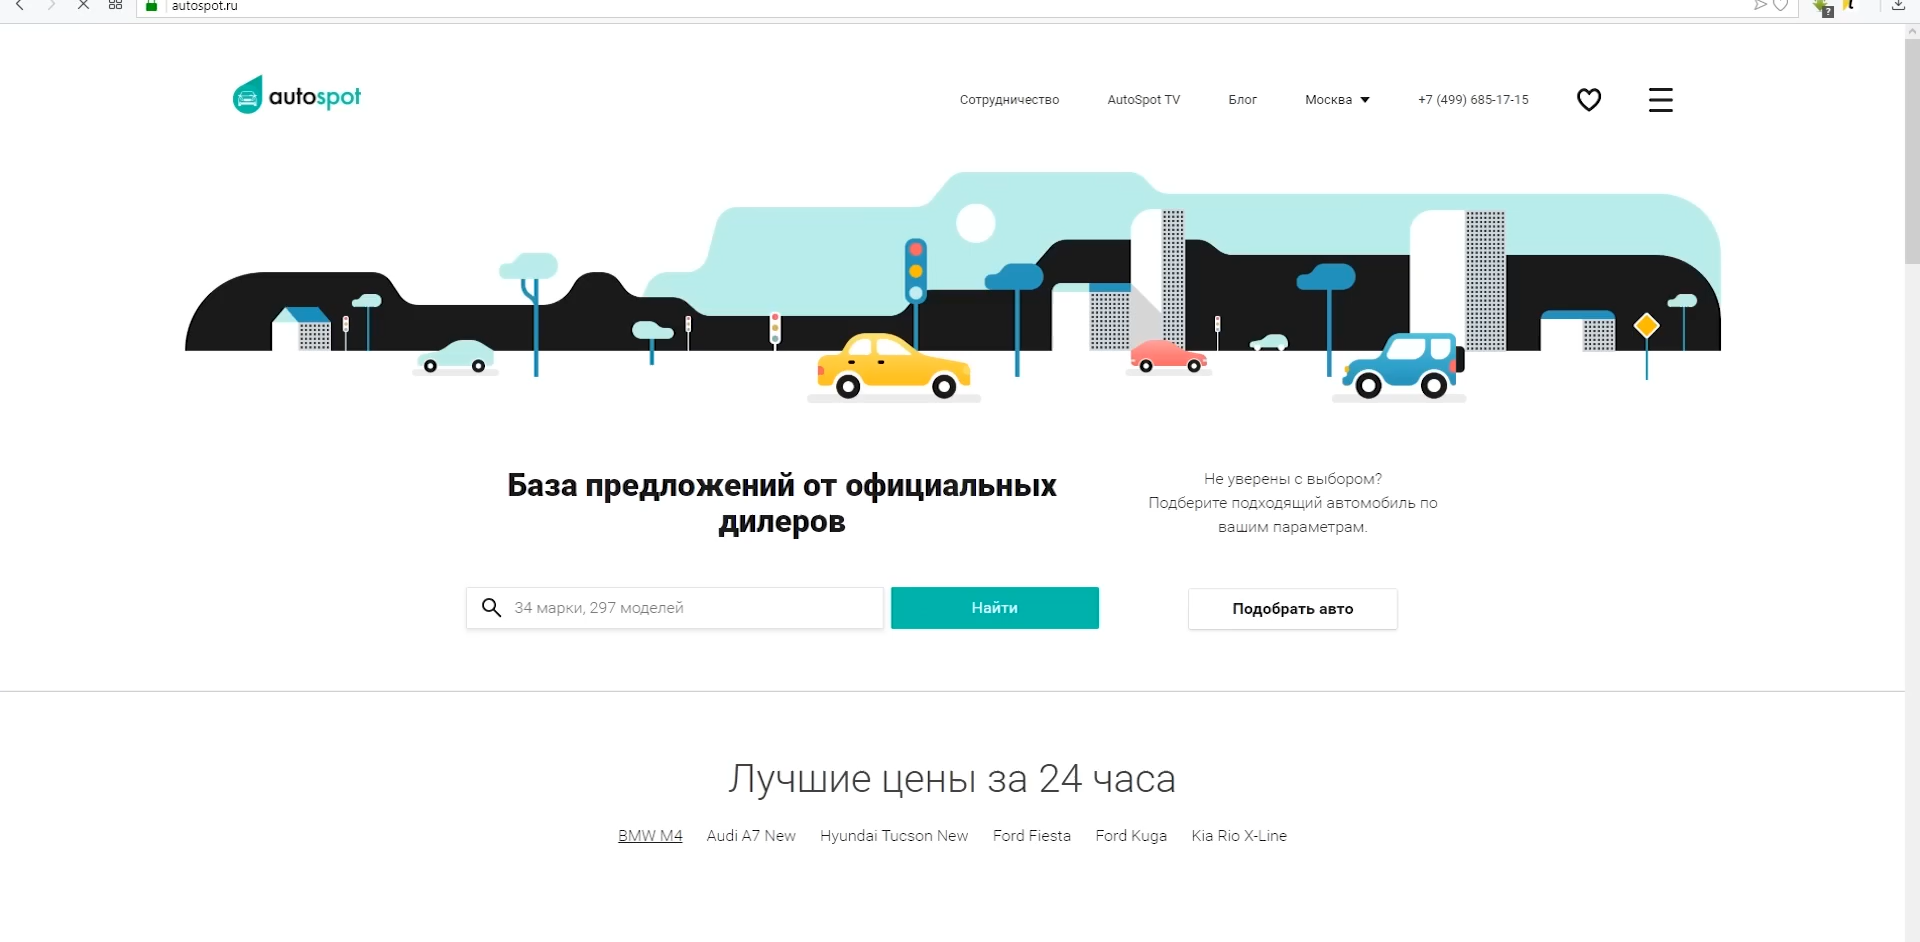 autospot.ru
autospot
Сотрудничество
AutoSpot TV
Блог
Москва
+7 (499) 685-17-15
База предложений от официальных
дилеров
Не уверены с выбором?
Подберите подходящий автомобиль по
вашим параметрам.
34 марки, 297 моделей
Найти
Подобрать авто
Лучшие цены за 24 часа
BMW M4
Audi A7 New
Hyundai Tucson New
Ford Fiesta
Ford Kuga
Kia Rio X-Line